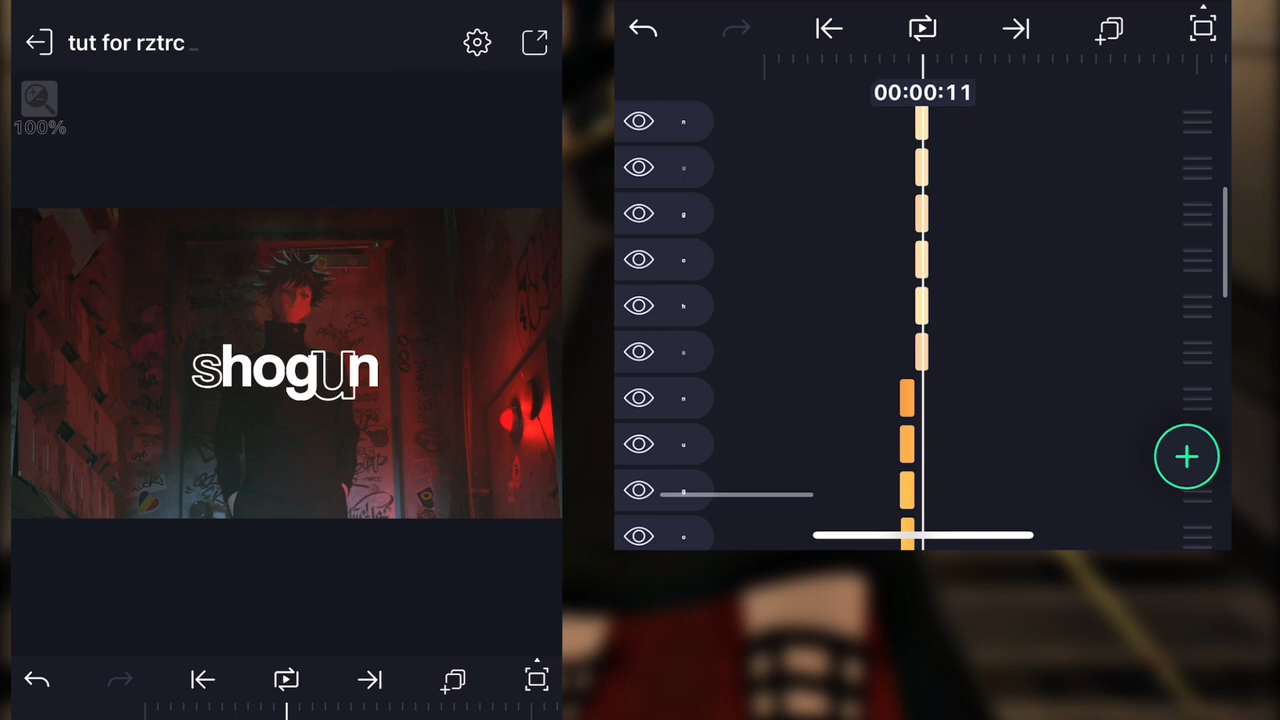 tut for rztrc
100%
shogun
00:00:11
n
g
o
h
n
u
g
o